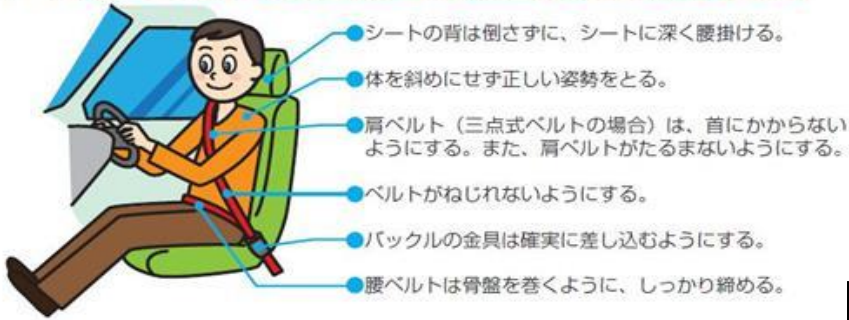 シートの背は倒さずに、シートに深く腰掛ける。
体を斜めにせず正しい姿勢をとる。
肩ベルト（三点式ベルトの場合）は、首にかからない
ようにする。また、肩ベルトがたるまないようにする。
ベルトがねじれないようにする。
バックルの金具は確実に差し込むようにする。
腰ベルトは骨盤を巻くように、しっかり締める。